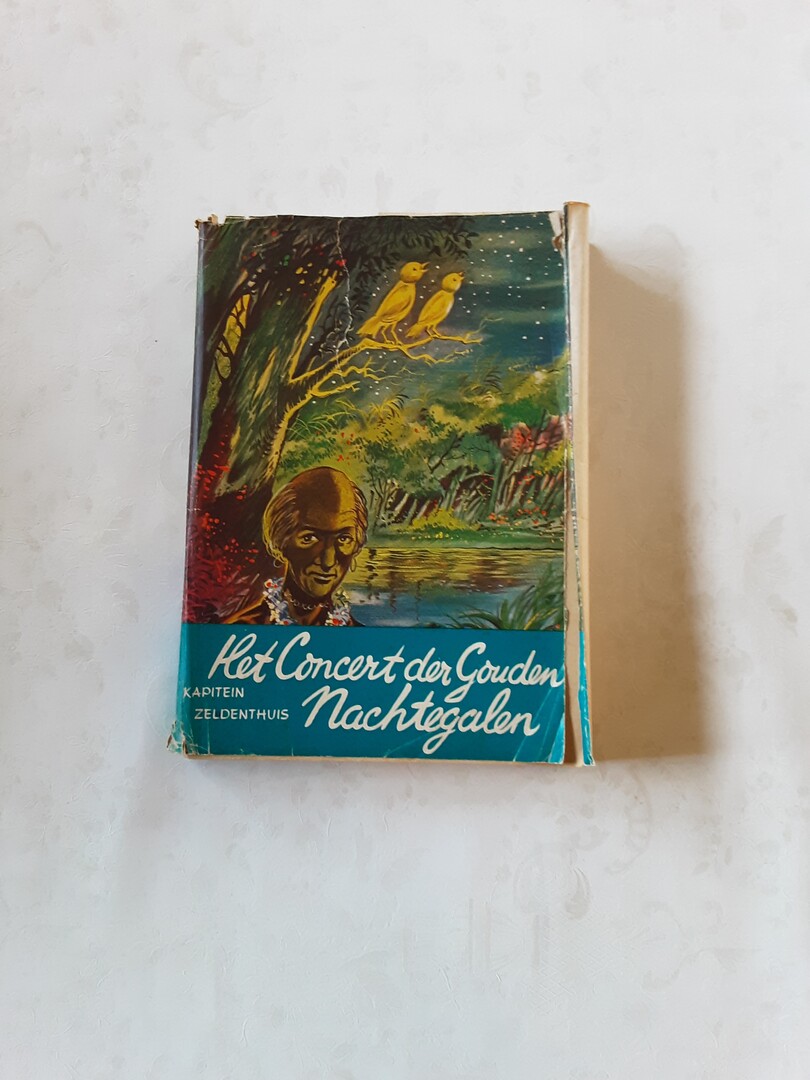 Het Concert der Gouden
Nachtegalen
KAPITEIN
ZELDENTHUIS